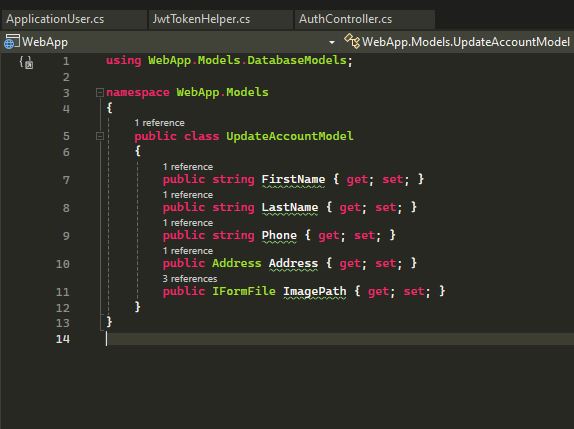 ApplicationUser.cs JwtTokenHelper.cs AuthController.cs
WebApp WebApp.Models.UpdateAccountModel
1 using WebApp.Models.DatabaseModels;
2
3 namespace WebApp.Models
4 {
1 reference
5 public class UpdateAccountModel
6 {
1 reference
7 public string FirstName { get; set; }
1 reference
8 public string LastName { get; set; }
1 reference
9 public string Phone { get; set; }
1 reference
10 public Address Address { get; set; }
3 references
11 public IFormFile ImagePath { get; set; }
12 }
13 }
14